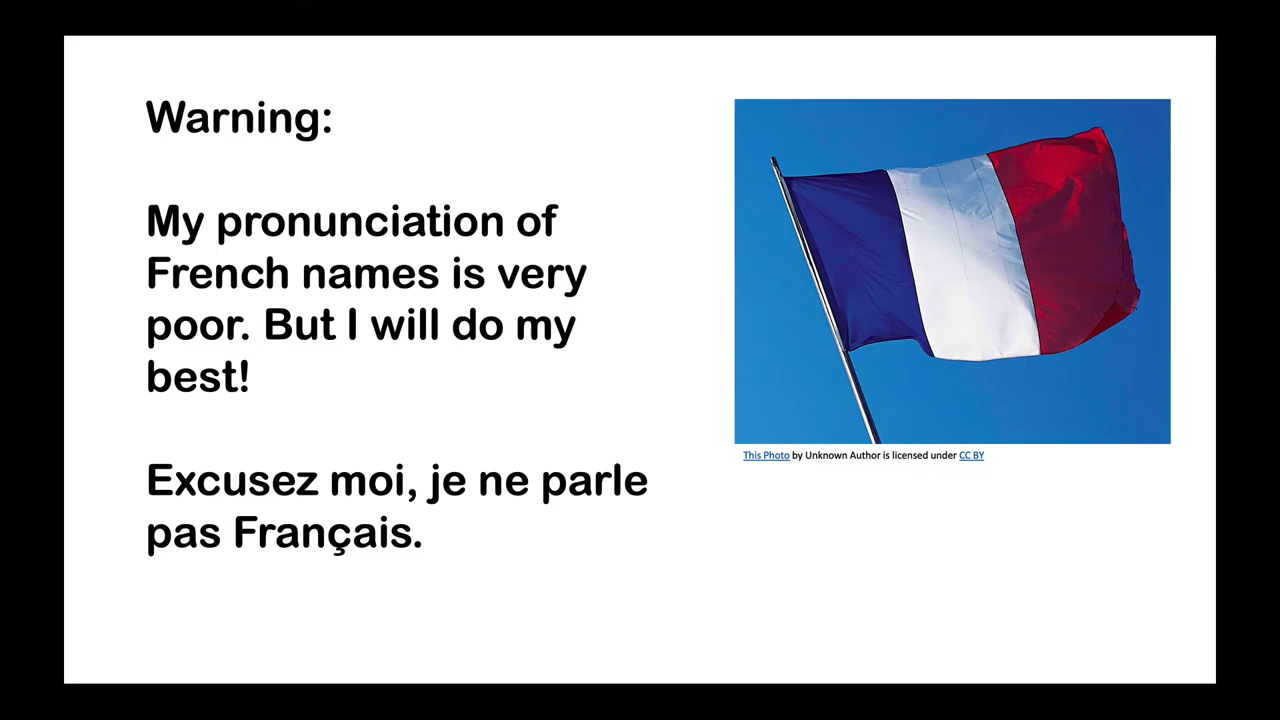 Warning:
My pronunciation of
French names is very
poor. But I will do my
best!
Excusez moi, je ne parle
pas Français.
This Photo by Unknown Author is licensed under CC BY